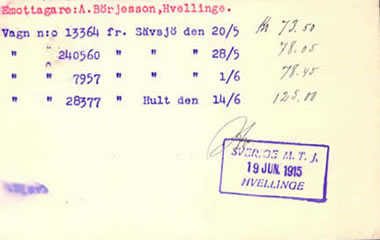 Emottagare:A.Börjesson,Hvellinge.
Vagn n:o 13364 fr. Sävsjö den 20/5 kr. 73.50
" " 240560 " " " 28/5 78.05
" " 7957 " " " 1/6 78.45
" " 28377 " Hult den 14/6 125.00
SVERIGE M.T.J.
19 JUN. 1915
HVELLINGE